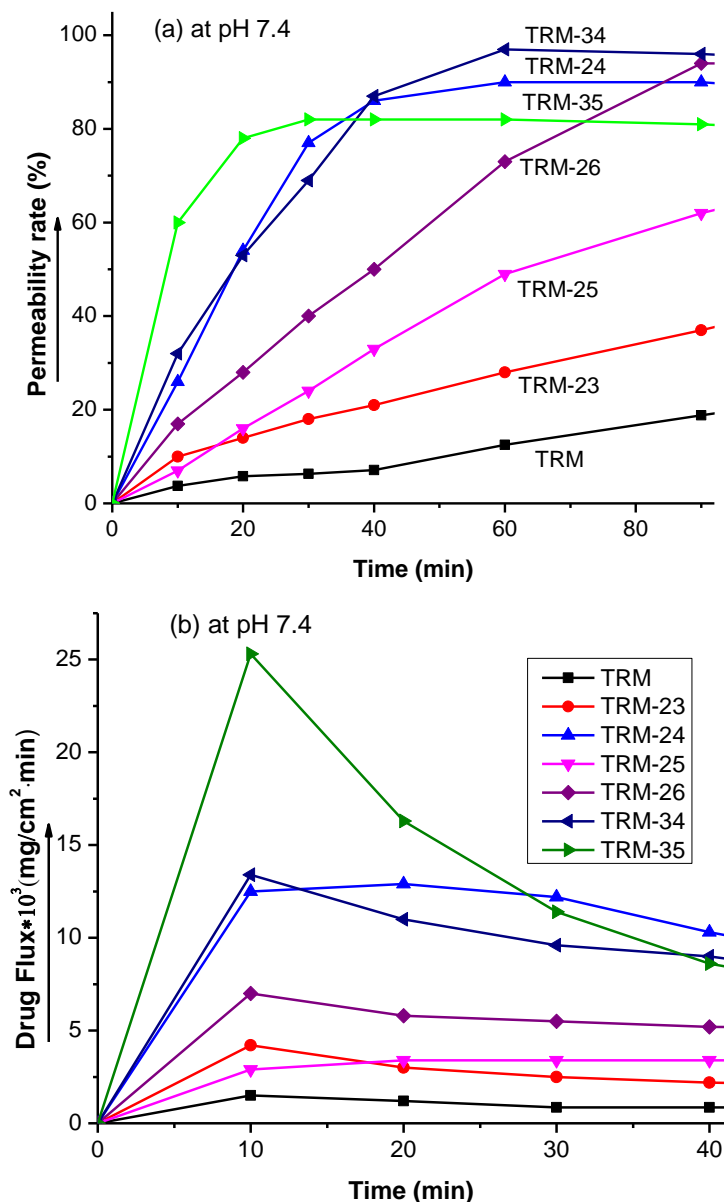 (a) at pH 7.4
Permeability rate (%)
100
80
60
40
20
0
TRM-34
TRM-24
TRM-35
TRM-26
TRM-25
TRM-23
TRM
0 20 40 60 80
Time (min)
(b) at pH 7.4
Drug Flux*10³(mg/cm²·min)
25
20
15
10
5
0
TRM
TRM-23
TRM-24
TRM-25
TRM-26
TRM-34
TRM-35
0 10 20 30 40
Time (min)